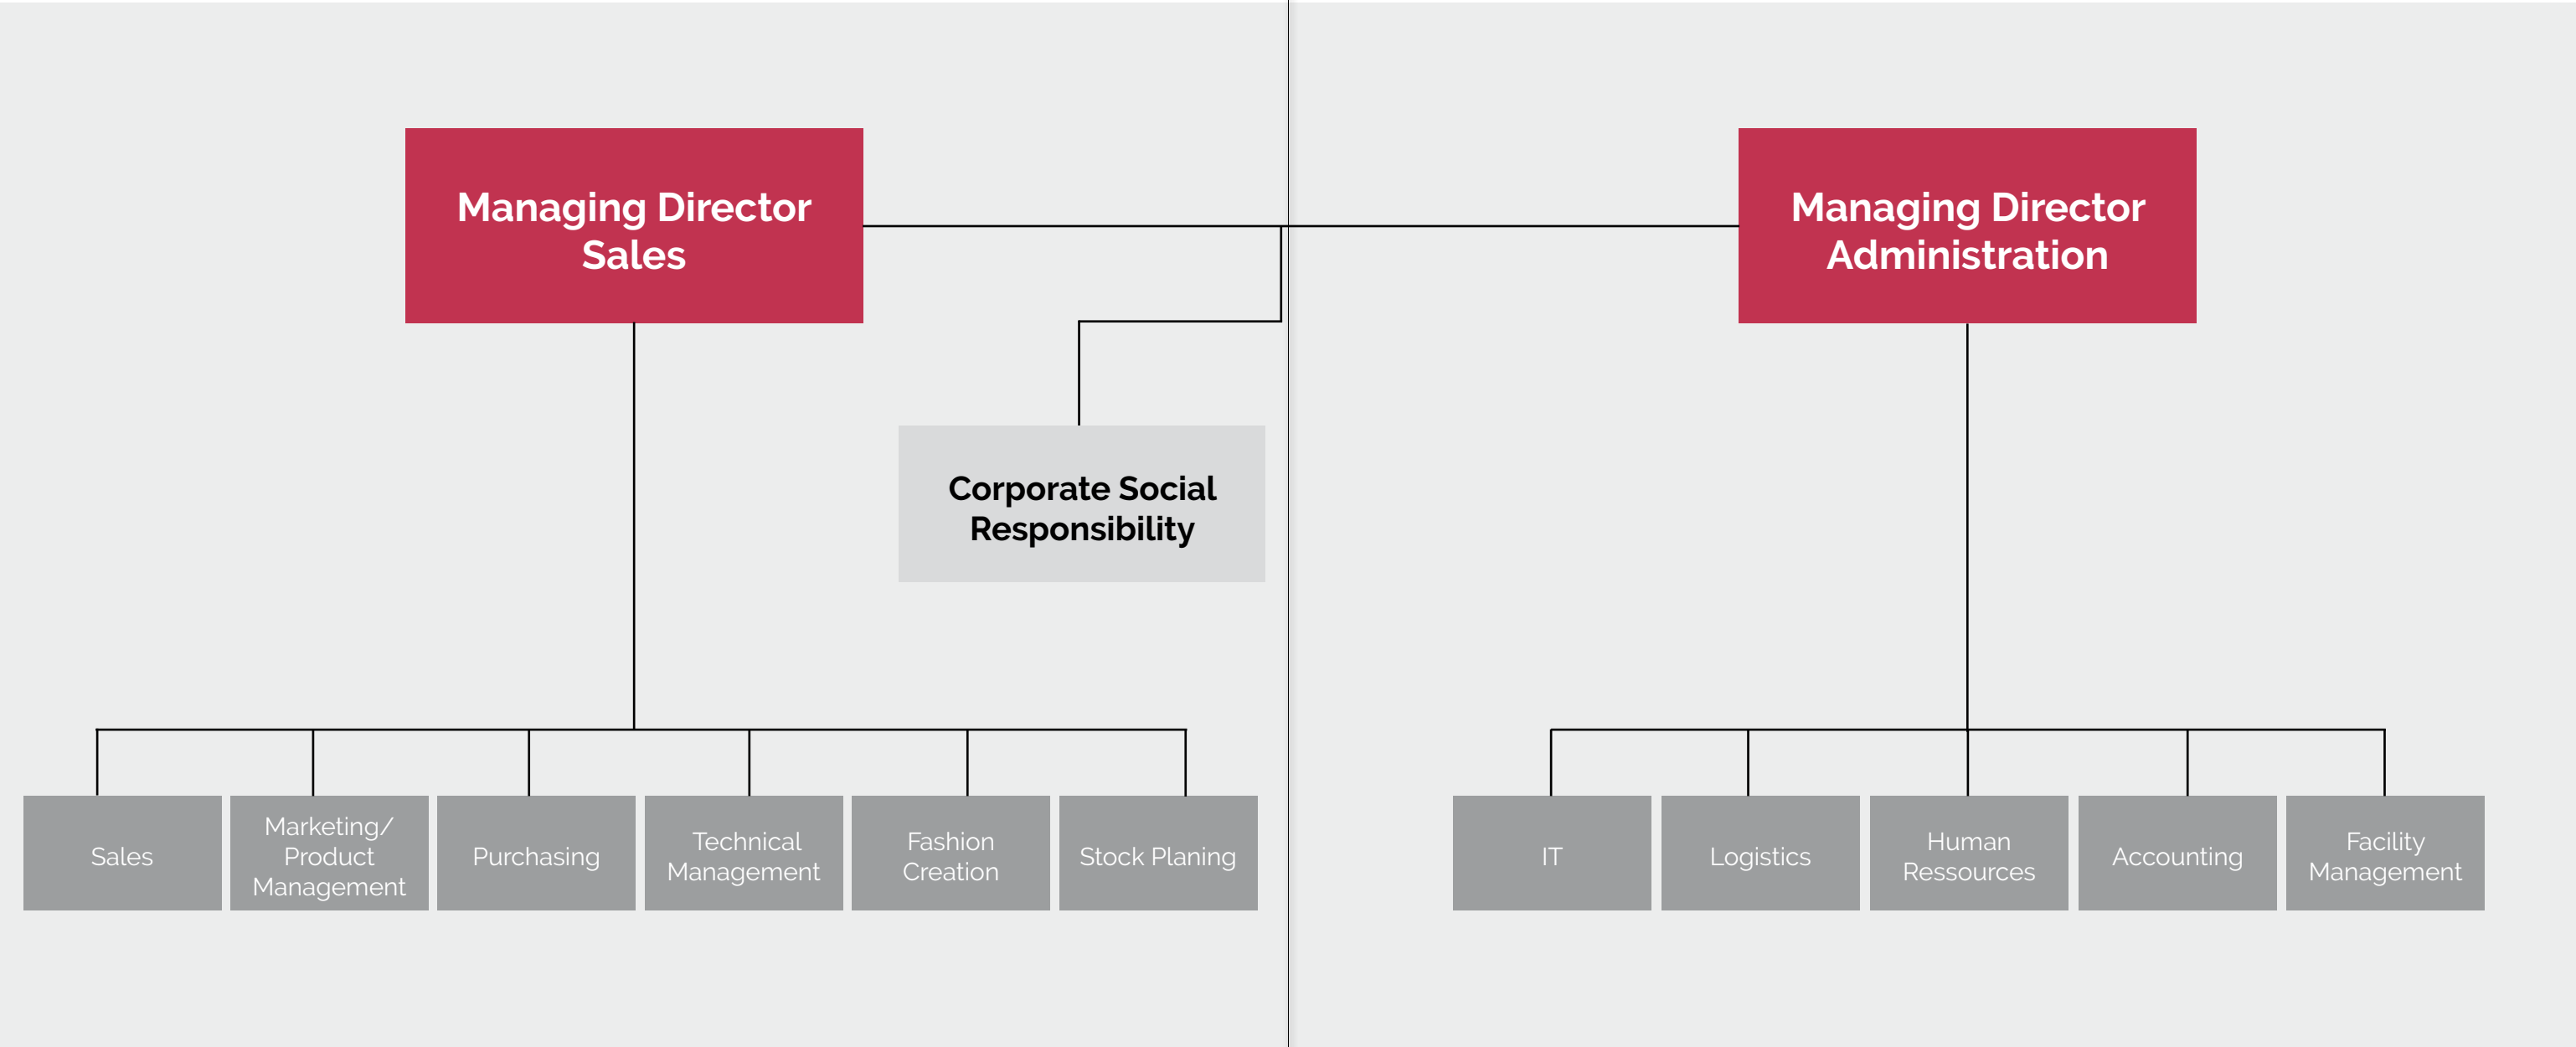 Managing Director
Sales
Managing Director
Administration
Corporate Social
Responsibility
Sales
Marketing/
Product
Management
Purchasing
Technical
Management
Fashion
Creation
Stock Planing
IT
Logistics
Human
Ressources
Accounting
Facility
Management